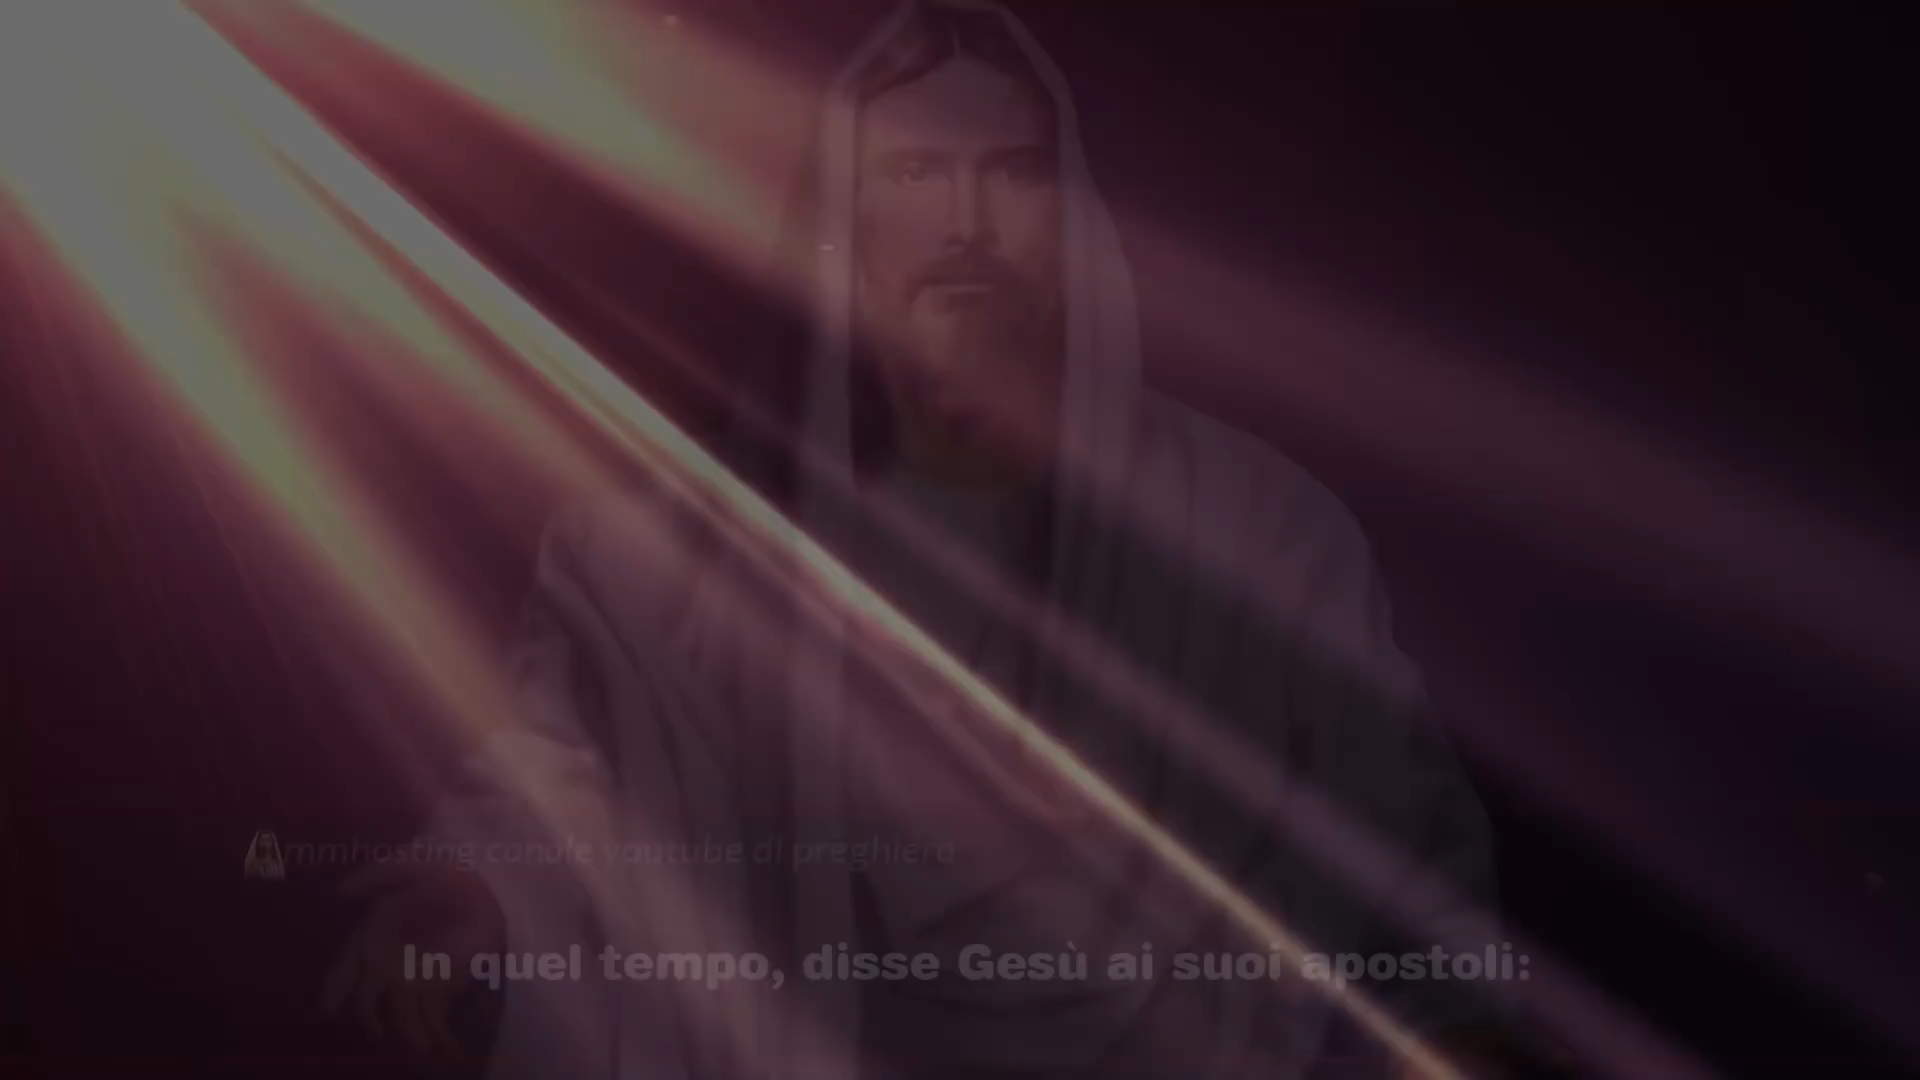 mmhosting canale youtube di preghiera
In quel tempo, disse Gesù ai suoi apostoli: